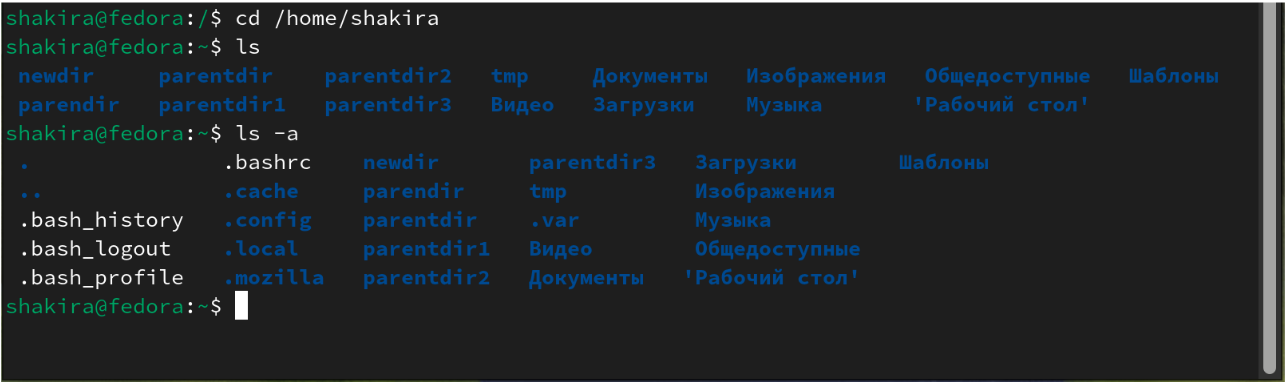 shakira@fedora:/$ cd /home/shakira
shakira@fedora:~$ ls
newdir parentdir parentdir2 tmp Документы Изображения Общедоступные Шаблоны
parendir parentdir1 parentdir3 Видео Загрузки Музыка 'Рабочий стол'
shakira@fedora:~$ ls -a
. .bashrc newdir parentdir3 Загрузки Шаблоны
.. .cache parendir tmp Изображения
.bash_history .config parentdir .var Музыка
.bash_logout .local parentdir1 Видео Общедоступные
.bash_profile .mozilla parentdir2 Документы 'Рабочий стол'
shakira@fedora:~$